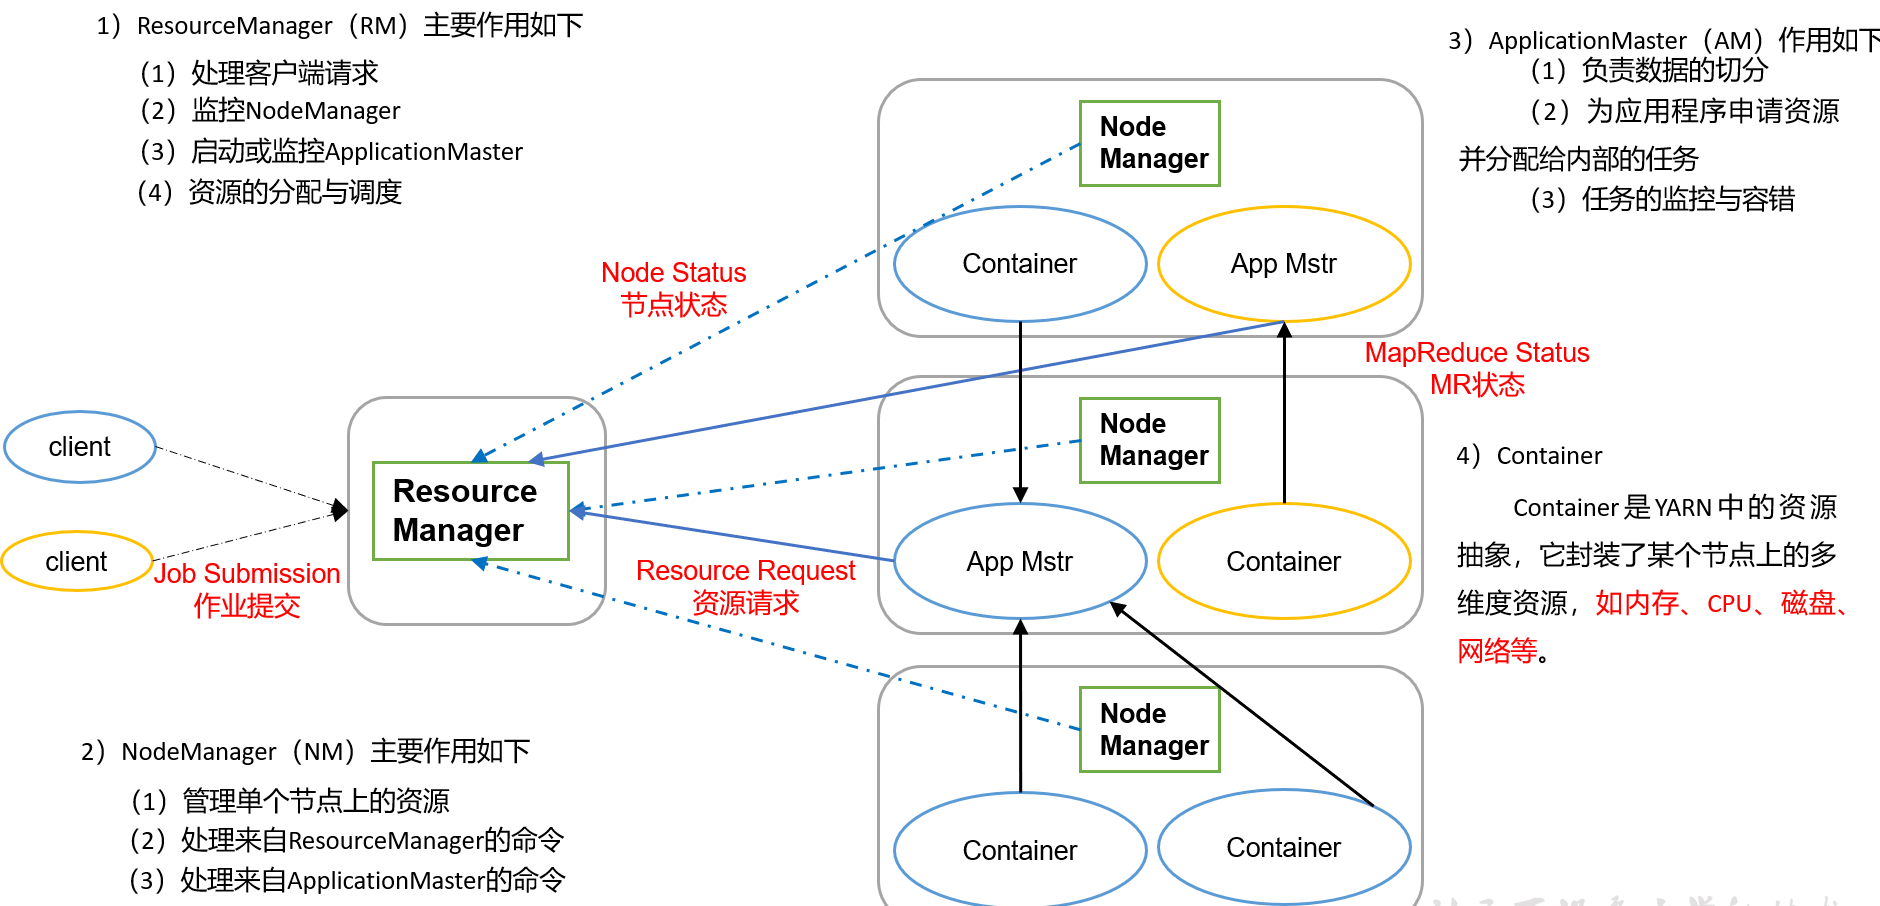 1）ResourceManager（RM）主要作用如下
（1）处理客户端请求
（2）监控NodeManager
（3）启动或监控ApplicationMaster
（4）资源的分配与调度
3）ApplicationMaster（AM）作用如下
（1）负责数据的切分
（2）为应用程序申请资源
并分配给内部的任务
（3）任务的监控与容错
Node
Manager
Container
App Mstr
Node Status
节点状态
MapReduce Status
MR状态
Node
Manager
client
Resource
Manager
client
Job Submission
作业提交
Resource Request
资源请求
App Mstr
Container
4）Container
Container是YARN中的资源
抽象，它封装了某个节点上的多
维度资源，如内存、CPU、磁盘、
网络等。
Node
Manager
Container
Container
2）NodeManager（NM）主要作用如下
（1）管理单个节点上的资源
（2）处理来自ResourceManager的命令
（3）处理来自ApplicationMaster的命令